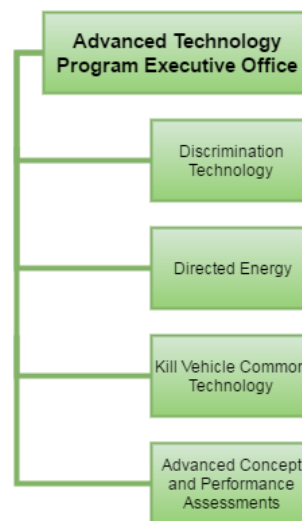 Advanced Technology
Program Executive Office
Discrimination
Technology
Directed Energy
Kill Vehicle Common
Technology
Advanced Concept
and Performance
Assessments